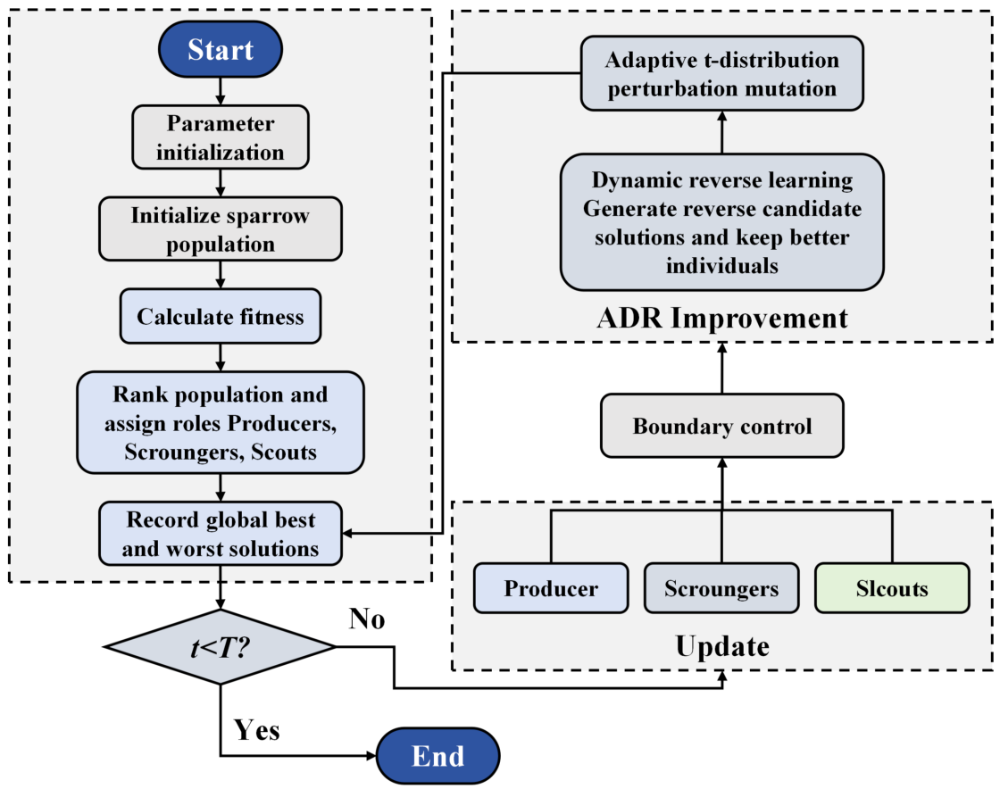 Start
Parameter
initialization
Initialize sparrow
population
Calculate fitness
Rank population and
assign roles Producers,
Scroungers, Scouts
Record global best
and worst solutions
t<T?
No
Yes
End
Adaptive t-distribution
perturbation mutation
Dynamic reverse learning
Generate reverse candidate
solutions and keep better
individuals
ADR Improvement
Boundary control
Producer
Scroungers
Slcouts
Update